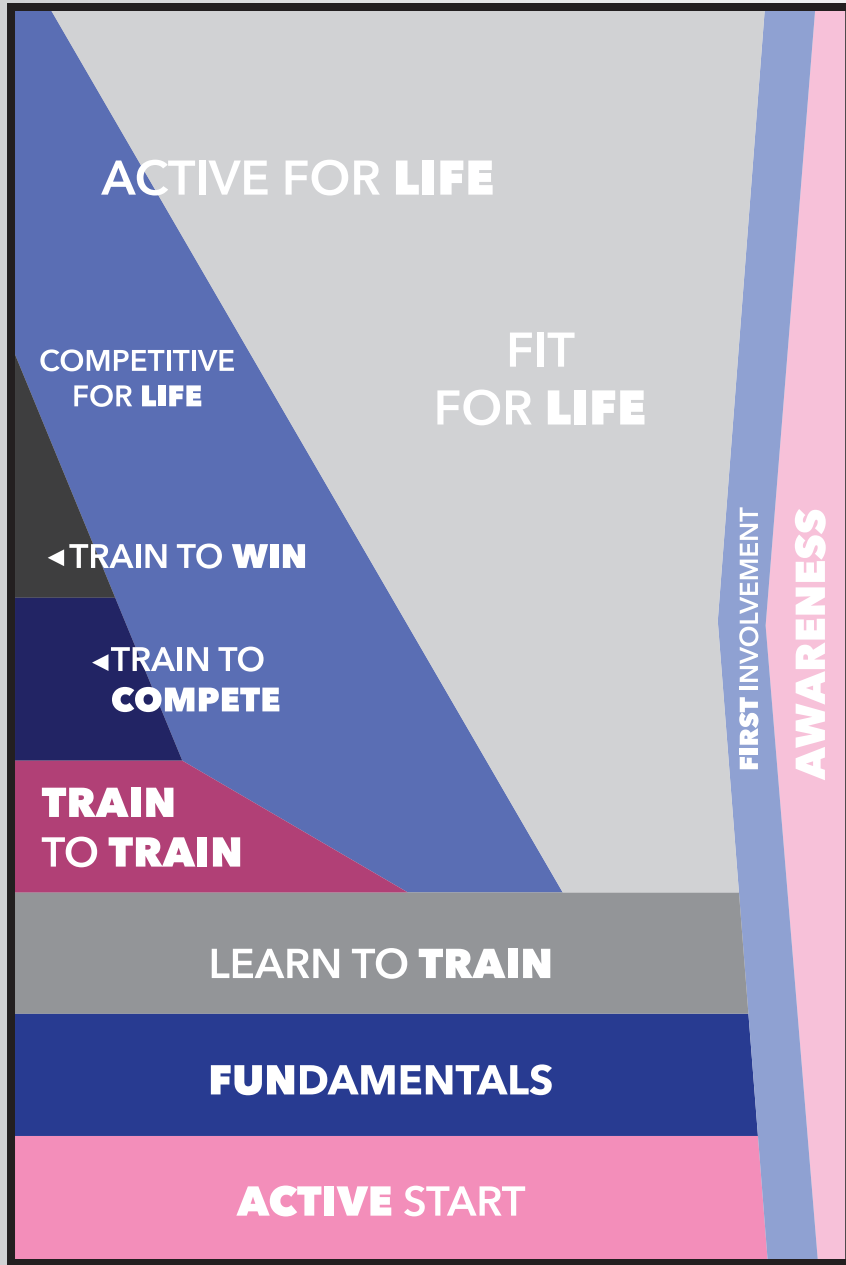 ACTIVE FOR LIFE
COMPETITIVE
FOR LIFE
FIT
FOR LIFE
◂TRAIN TO WIN
◂TRAIN TO
COMPETE
TRAIN
TO TRAIN
LEARN TO TRAIN
FUNDAMENTALS
ACTIVE START
FIRST INVOLVEMENT
AWARENESS